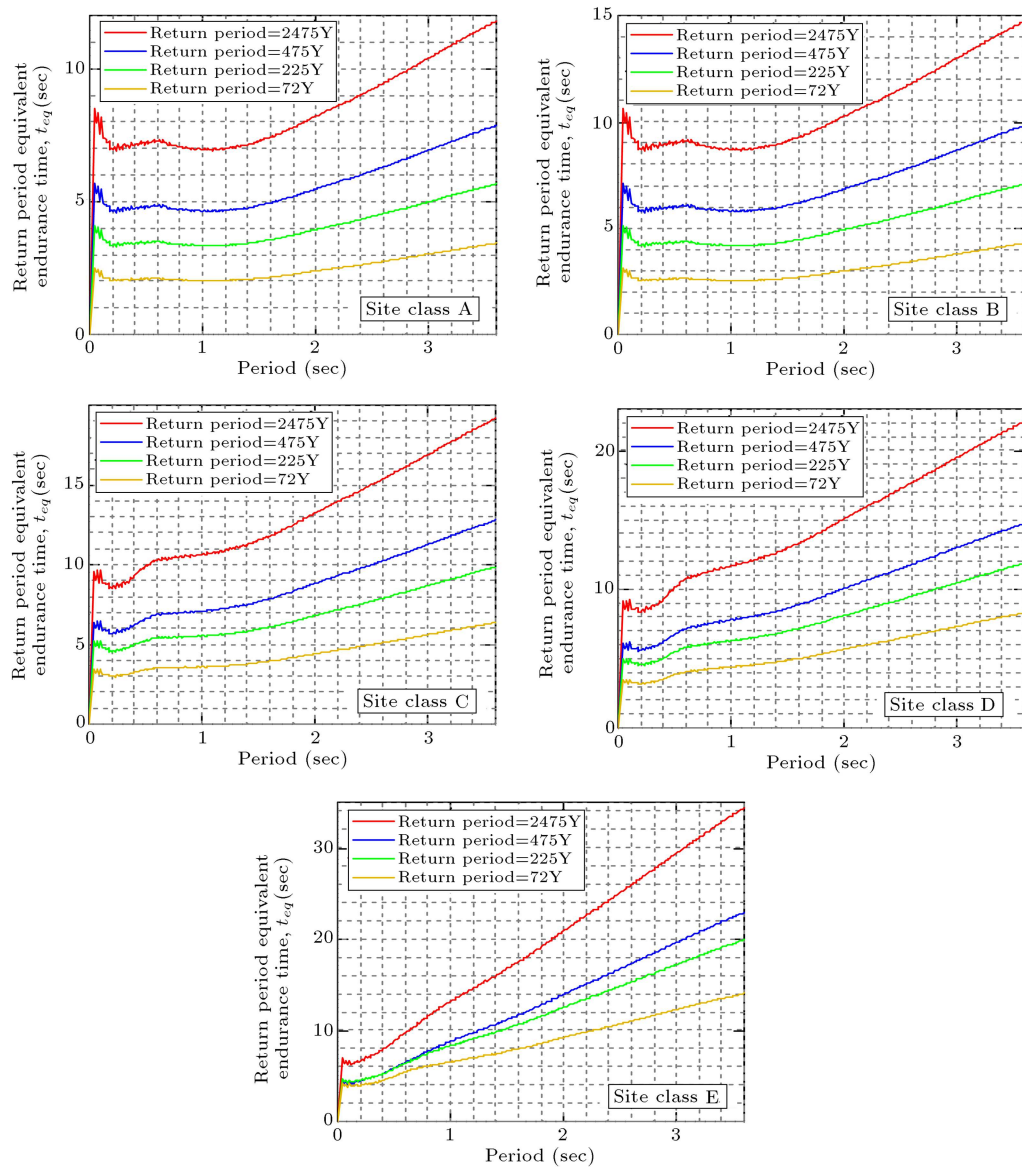 Return period equivalent
endurance time, t_eq(sec)
10
5
0
Return period=2475Y
Return period=475Y
Return period=225Y
Return period=72Y
Site class A
0 1 2 3
Period (sec)
Return period equivalent
endurance time, t_eq(sec)
15
10
5
0
Return period=2475Y
Return period=475Y
Return period=225Y
Return period=72Y
Site class B
0 1 2 3
Period (sec)
Return period equivalent
endurance time, t_eq(sec)
15
10
5
0
Return period=2475Y
Return period=475Y
Return period=225Y
Return period=72Y
Site class C
0 1 2 3
Period (sec)
Return period equivalent
endurance time, t_eq(sec)
20
10
0
Return period=2475Y
Return period=475Y
Return period=225Y
Return period=72Y
Site class D
0 1 2 3
Period (sec)
Return period equivalent
endurance time, t_eq(sec)
30
20
10
0
Return period=2475Y
Return period=475Y
Return period=225Y
Return period=72Y
Site class E
0 1 2 3
Period (sec)